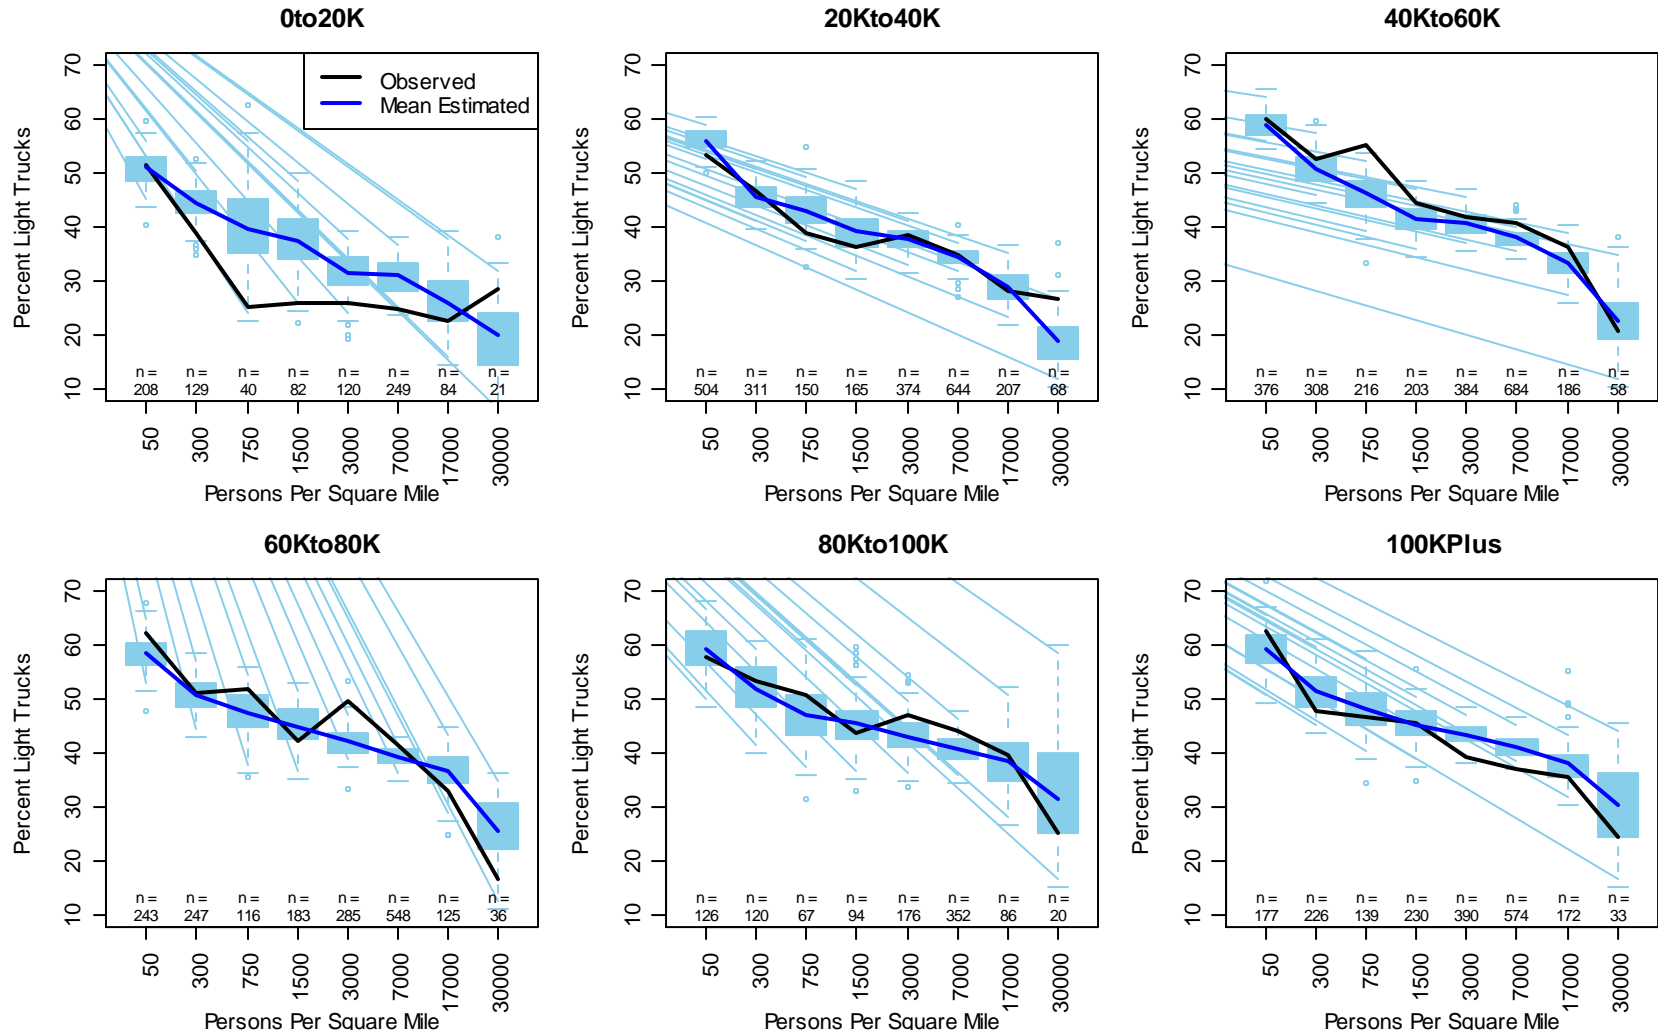 0to20K
20Kto40K
40Kto60K
Percent Light Trucks
70
60
50
40
30
20
10
Observed
Mean Estimated
n = n = n = n = n = n = n = n =
208 129 40 82 120 249 84 21
50 300 750 1500 3000 7000 17000 30000
Persons Per Square Mile
Percent Light Trucks
70
60
50
40
30
20
10
n = n = n = n = n = n = n = n =
504 311 150 165 374 644 207 68
50 300 750 1500 3000 7000 17000 30000
Persons Per Square Mile
Percent Light Trucks
70
60
50
40
30
20
10
n = n = n = n = n = n = n = n =
376 308 216 203 384 684 186 58
50 300 750 1500 3000 7000 17000 30000
Persons Per Square Mile
60Kto80K
80Kto100K
100KPlus
Percent Light Trucks
70
60
50
40
30
20
10
n = n = n = n = n = n = n = n =
243 247 116 183 285 548 125 36
50 300 750 1500 3000 7000 17000 30000
Persons Per Square Mile
Percent Light Trucks
70
60
50
40
30
20
10
n = n = n = n = n = n = n = n =
126 120 67 94 176 352 86 20
50 300 750 1500 3000 7000 17000 30000
Persons Per Square Mile
Percent Light Trucks
70
60
50
40
30
20
10
n = n = n = n = n = n = n = n =
177 226 139 230 390 574 172 33
50 300 750 1500 3000 7000 17000 30000
Persons Per Square Mile